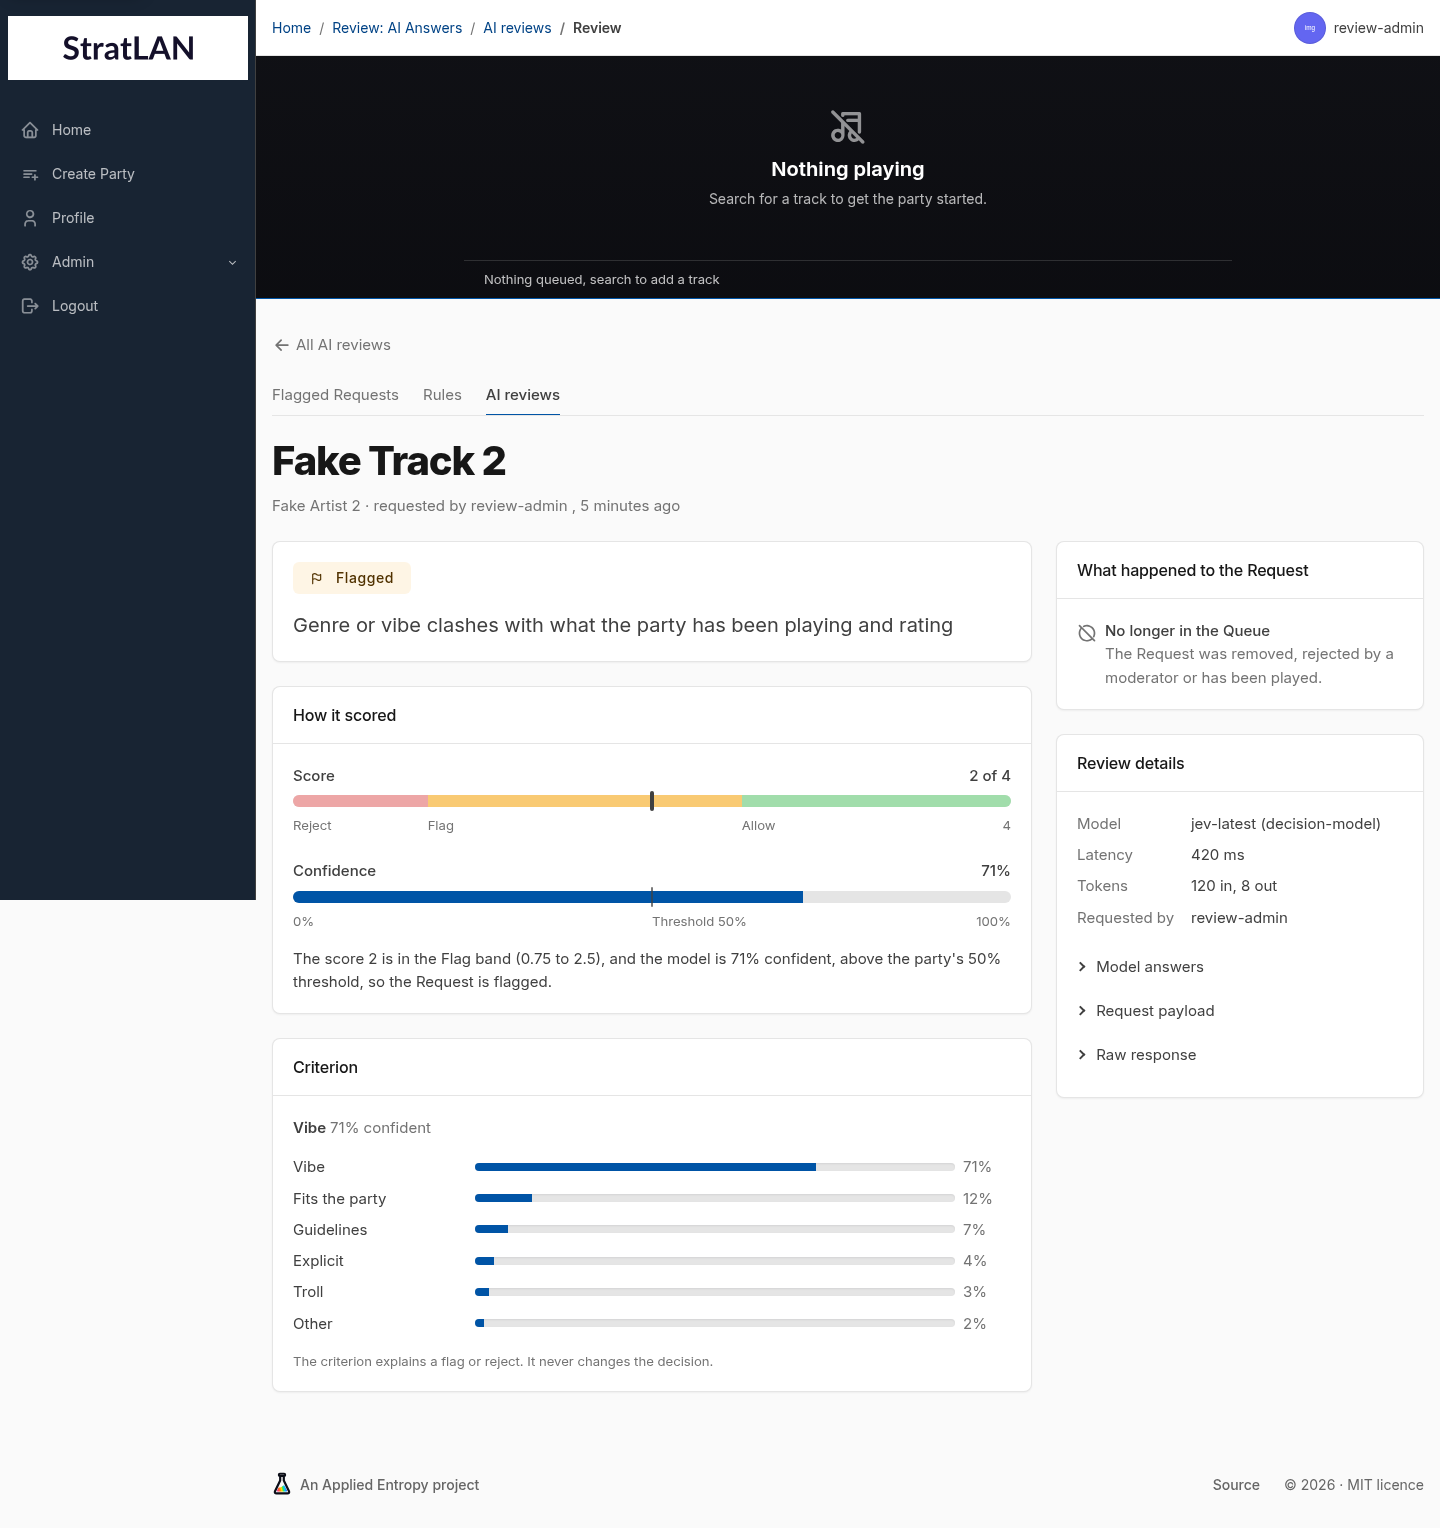 StratLAN
Home
Create Party
Profile
Admin
Logout
Home / Review: AI Answers / AI reviews / Review
img
review-admin
Nothing playing
Search for a track to get the party started.
Nothing queued, search to add a track
All AI reviews
Flagged Requests
Rules
AI reviews
Fake Track 2
Fake Artist 2 · requested by review-admin , 5 minutes ago
Flagged
Genre or vibe clashes with what the party has been playing and rating
How it scored
Score 2 of 4
Reject Flag Allow 4
Confidence 71%
0% Threshold 50% 100%
The score 2 is in the Flag band (0.75 to 2.5), and the model is 71% confident, above the party's 50%
threshold, so the Request is flagged.
Criterion
Vibe 71% confident
Vibe 71%
Fits the party 12%
Guidelines 7%
Explicit 4%
Troll 3%
Other 2%
The criterion explains a flag or reject. It never changes the decision.
What happened to the Request
No longer in the Queue
The Request was removed, rejected by a
moderator or has been played.
Review details
Model jev-latest (decision-model)
Latency 420 ms
Tokens 120 in, 8 out
Requested by review-admin
Model answers
Request payload
Raw response
An Applied Entropy project
Source
© 2026 · MIT licence